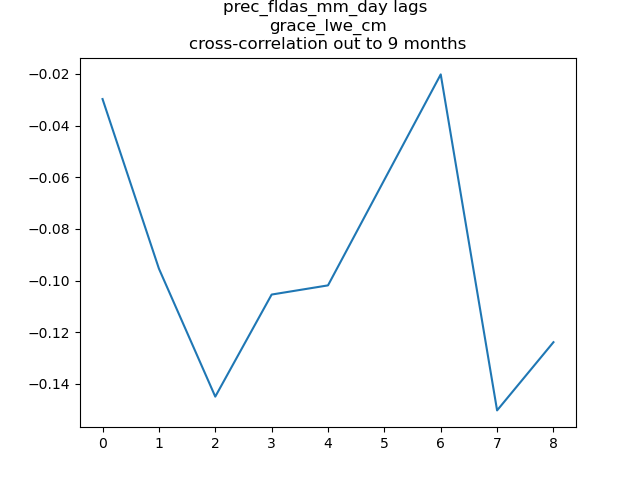 prec_fldas_mm_day lags
grace_lwe_cm
cross-correlation out to 9 months
−0.02
−0.04
−0.06
−0.08
−0.10
−0.12
−0.14
0 1 2 3 4 5 6 7 8